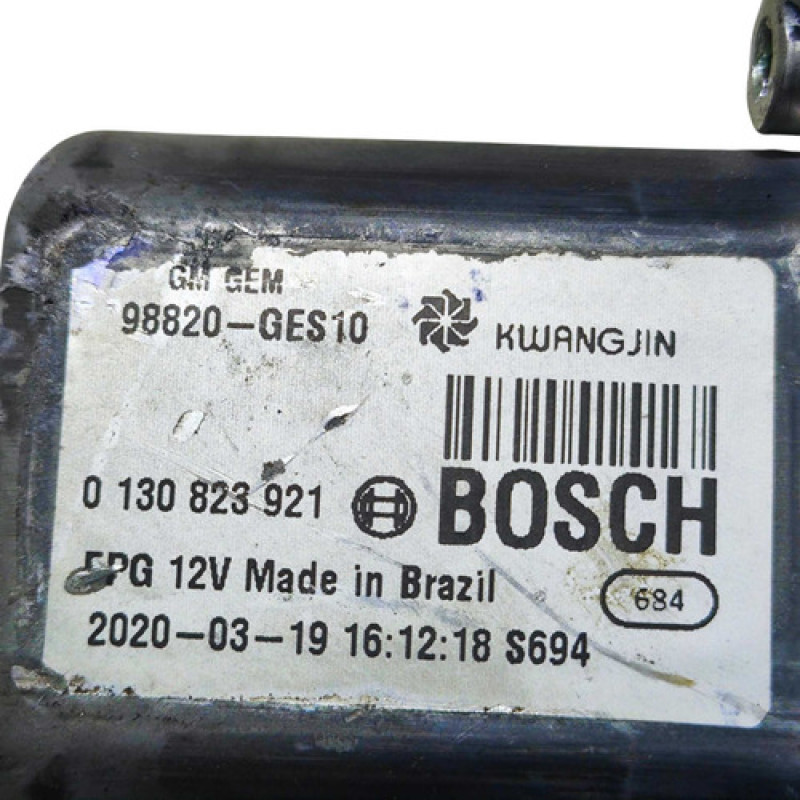 GM GEM
98820-GES10 KWANGJIN
0 130 823 921 BOSCH
FPG 12V Made in Brazil
684
2020-03-19 16:12:18 S694